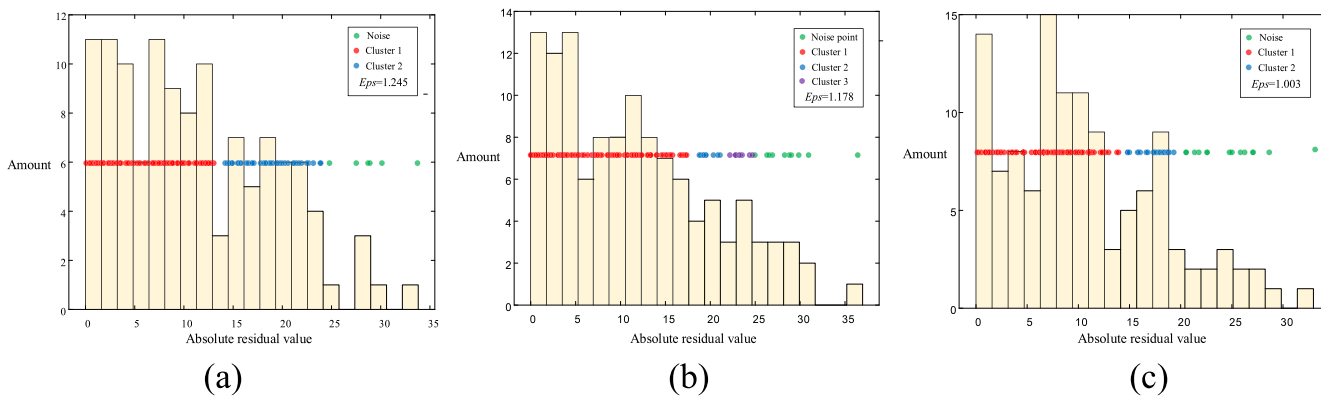 12
10
8
Amount
6
4
2
0
0 5 10 15 20 25 30 35
Absolute residual value
Noise
Cluster 1
Cluster 2
Eps=1.245
(a)
14
12
10
8
Amount
6
4
2
0
0 5 10 15 20 25 30 35
Absolute residual value
Noise point
Cluster 1
Cluster 2
Cluster 3
Eps=1.178
(b)
15
10
Amount
5
0
0 5 10 15 20 25 30
Absolute residual value
Noise
Cluster 1
Cluster 2
Eps=1.003
(c)